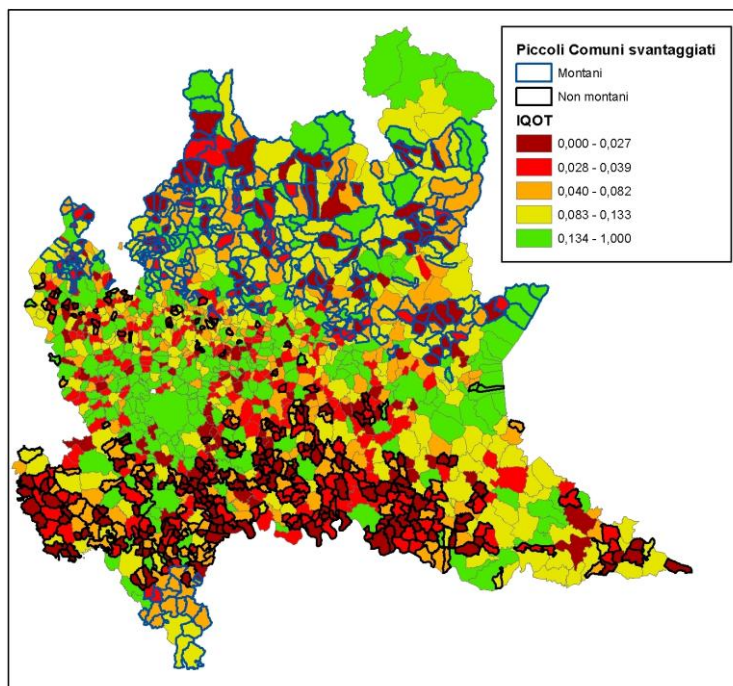 Piccoli Comuni svantaggiati
Montani
Non montani
IQOT
0,000 - 0,027
0,028 - 0,039
0,040 - 0,082
0,083 - 0,133
0,134 - 1,000